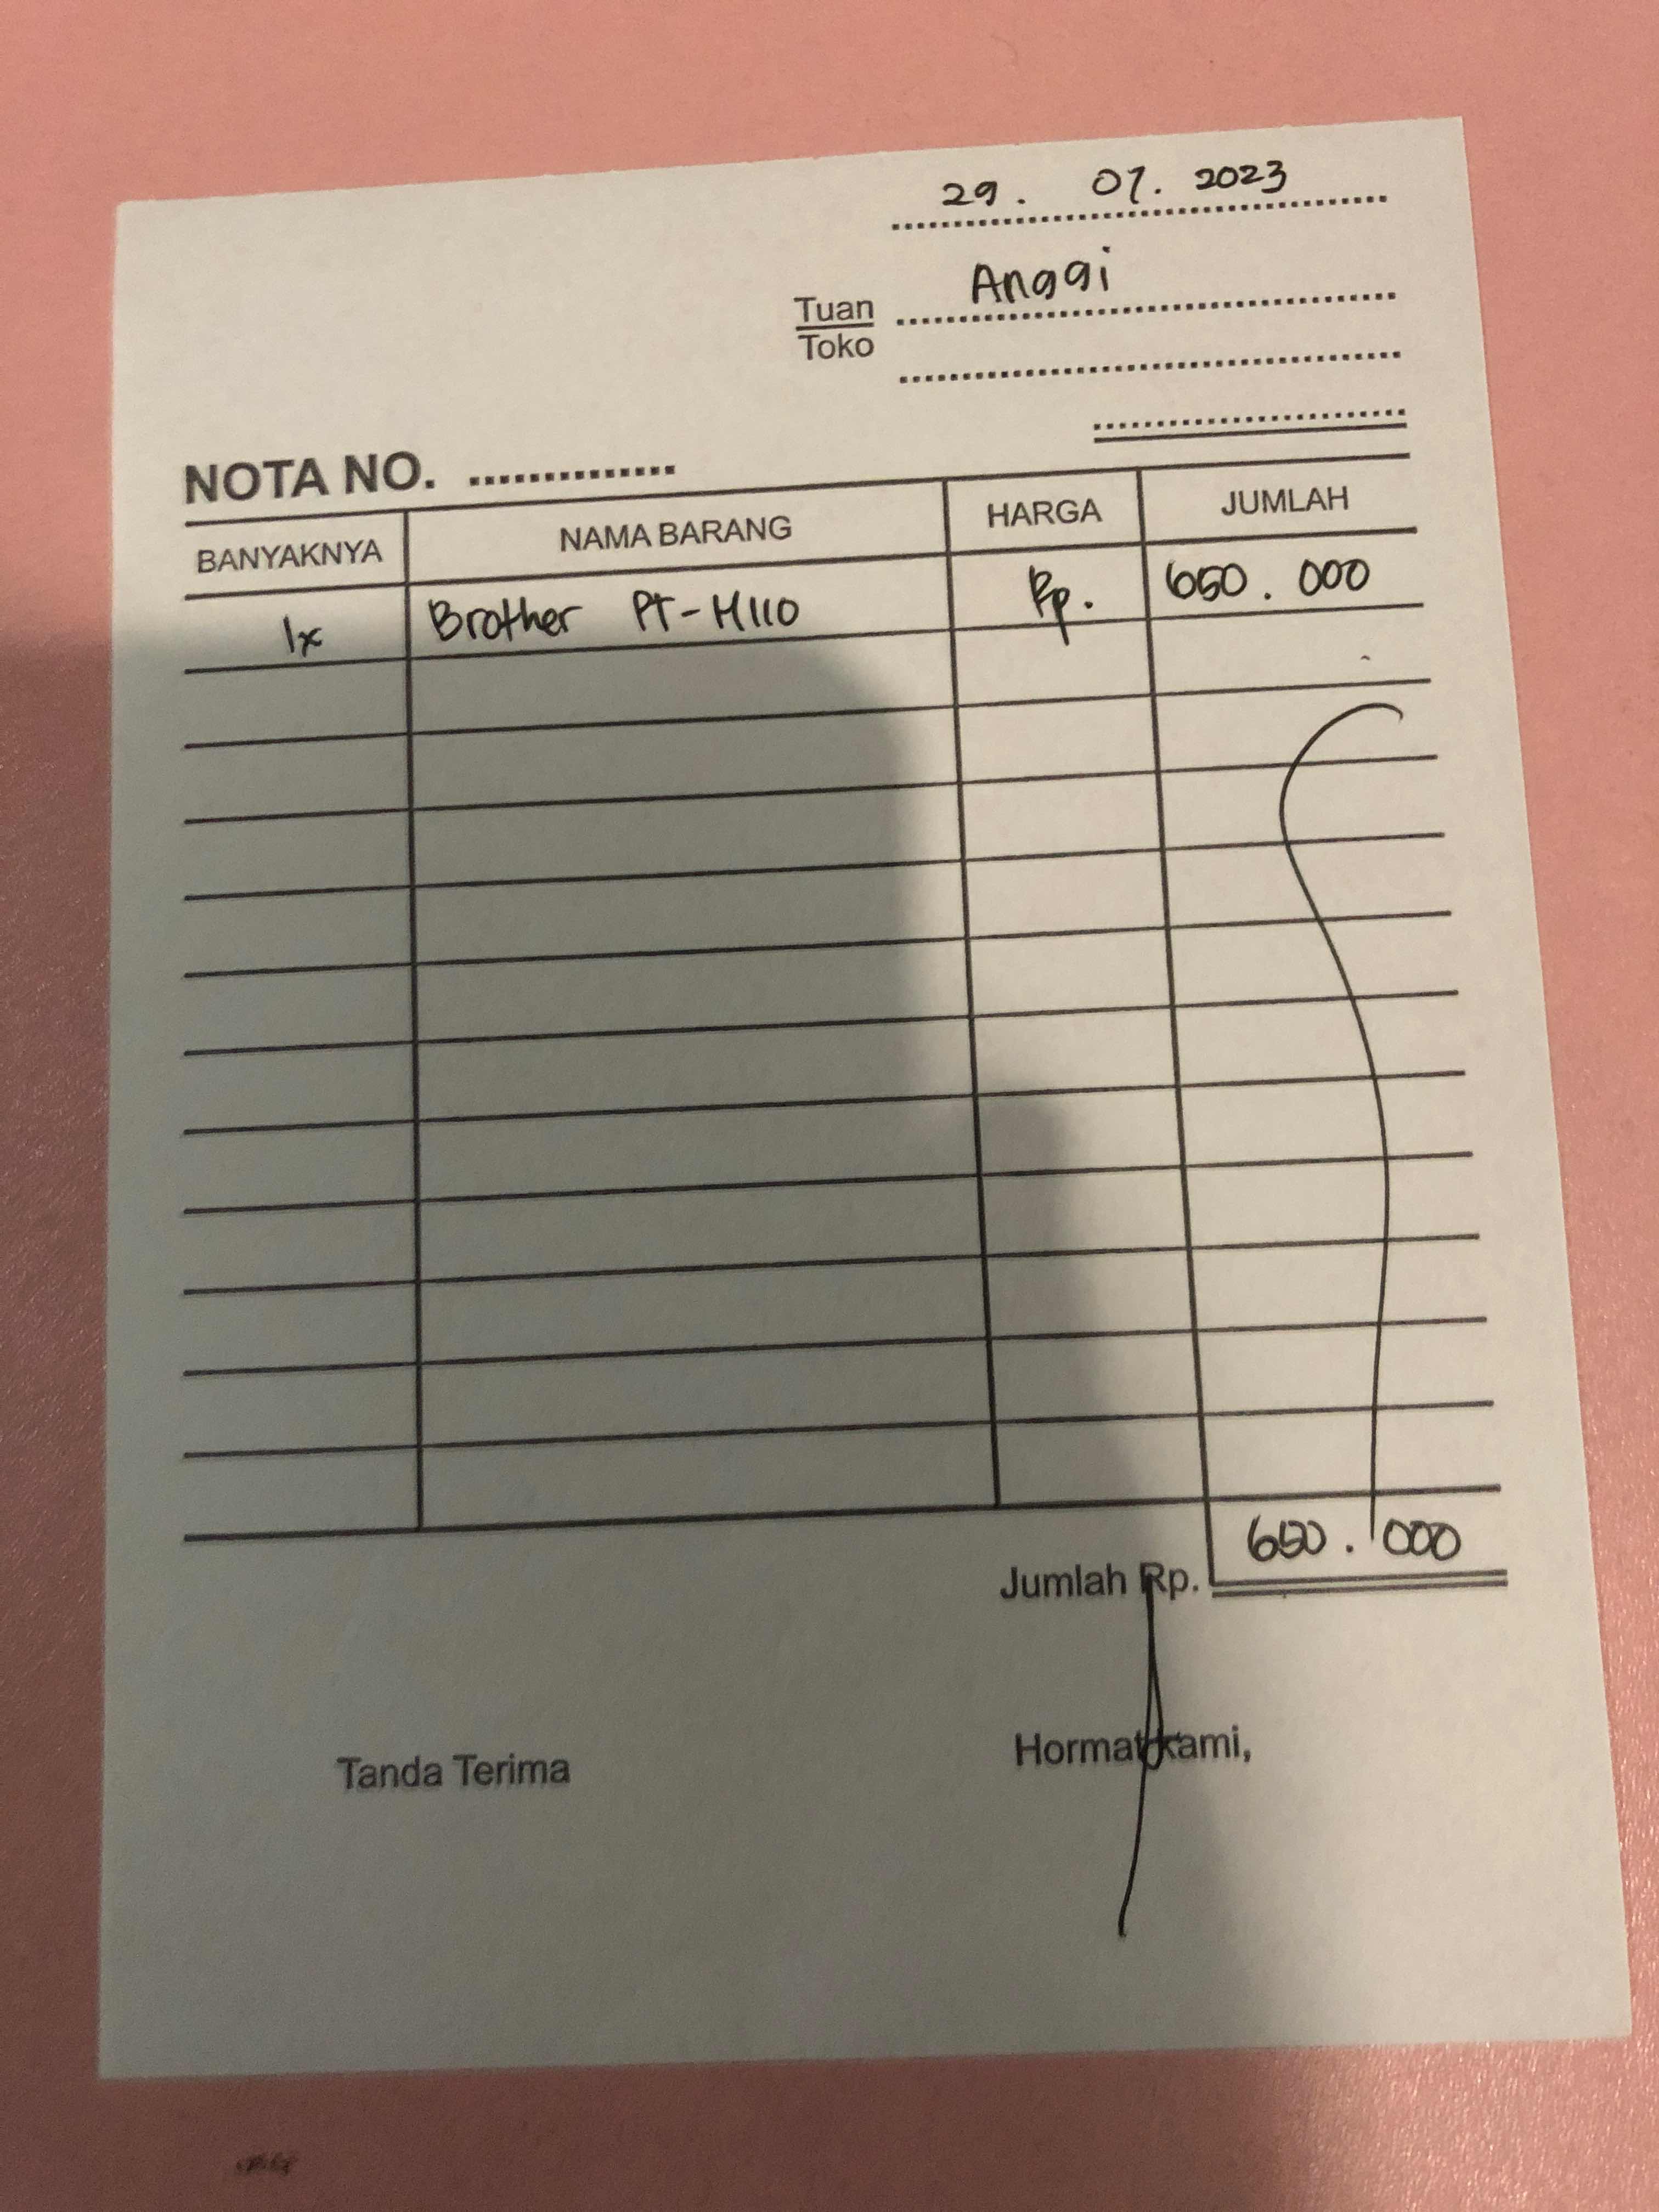 29. 07. 2023
Tuan Anggi
Toko
NOTA NO. ..............
BANYAKNYA NAMA BARANG HARGA JUMLAH
1x Brother PT-H110 Rp. 650.000
Jumlah Rp. 650.000
Tanda Terima Hormat kami,